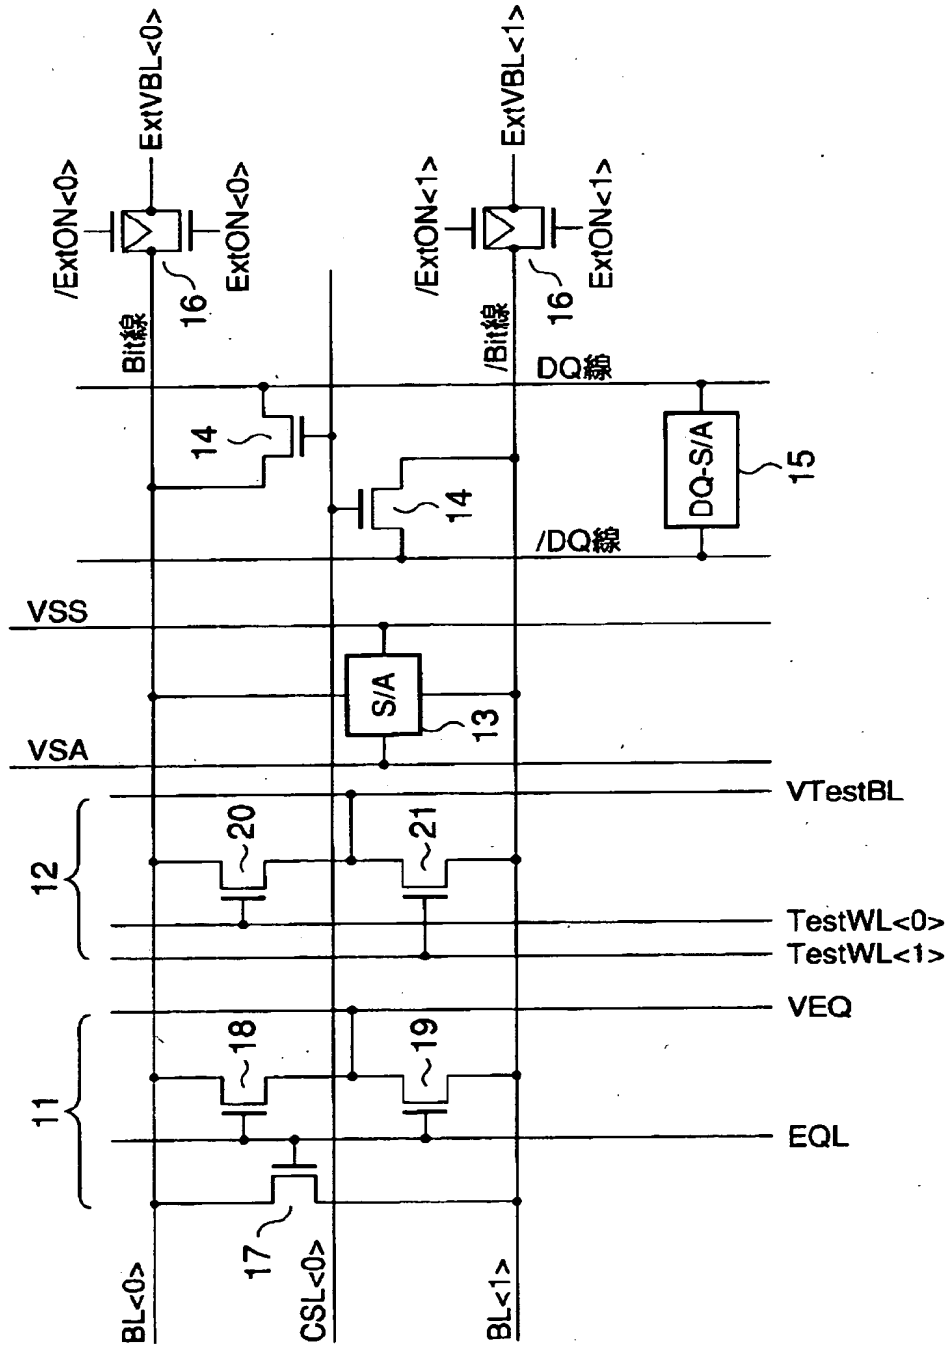 /ExtON<0>
ExtVBL<0>
ExtON<0>
16
Bit線
/ExtON<1>
ExtVBL<1>
ExtON<1>
16
/Bit線
DQ線
14
14
DQ-S/A
15
/DQ線
VSS
S/A
13
VSA
VTestBL
12
20
21
TestWL<0>
TestWL<1>
VEQ
11
18
19
EQL
17
BL<0>
CSL<0>
BL<1>